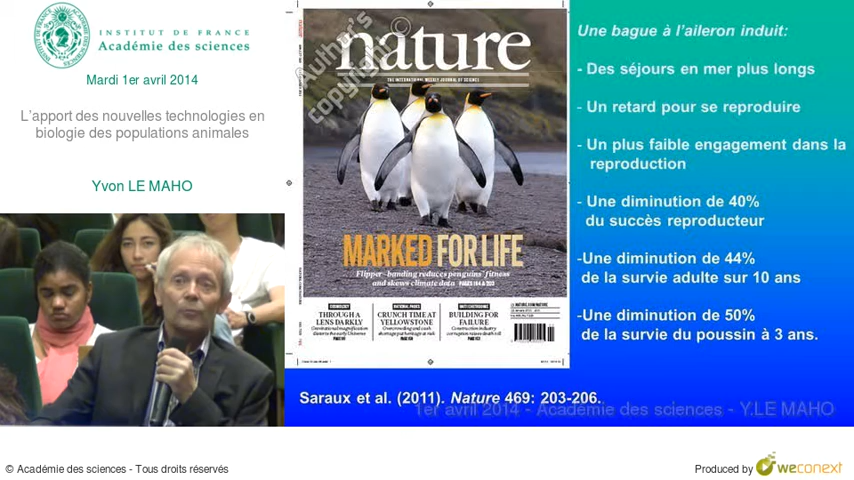 INSTITUT DE FRANCE
Académie des sciences
Mardi 1er avril 2014
L'apport des nouvelles technologies en
biologie des populations animales
Yvon LE MAHO
Author's
copy
©
nature
THE INTERNATIONAL WEEKLY JOURNAL OF SCIENCE
MARKED FOR LIFE
Flipper-banding reduces penguins' fitness
and skews climate data
THROUGH A
LENS DARKLY
NATIONAL PARKS
CRUNCH TIME AT
YELLOWSTONE
BUILDING FOR
FAILURE
Une bague à l'aileron induit:
- Des séjours en mer plus longs
- Un retard pour se reproduire
- Un plus faible engagement dans la
reproduction
- Une diminution de 40%
du succès reproducteur
-Une diminution de 44%
de la survie adulte sur 10 ans
-Une diminution de 50%
de la survie du poussin à 3 ans.
Saraux et al. (2011). Nature 469: 203-206.
1er avril 2014 - Académie des sciences - Y.LE MAHO
© Académie des sciences - Tous droits réservés
Produced by weconext